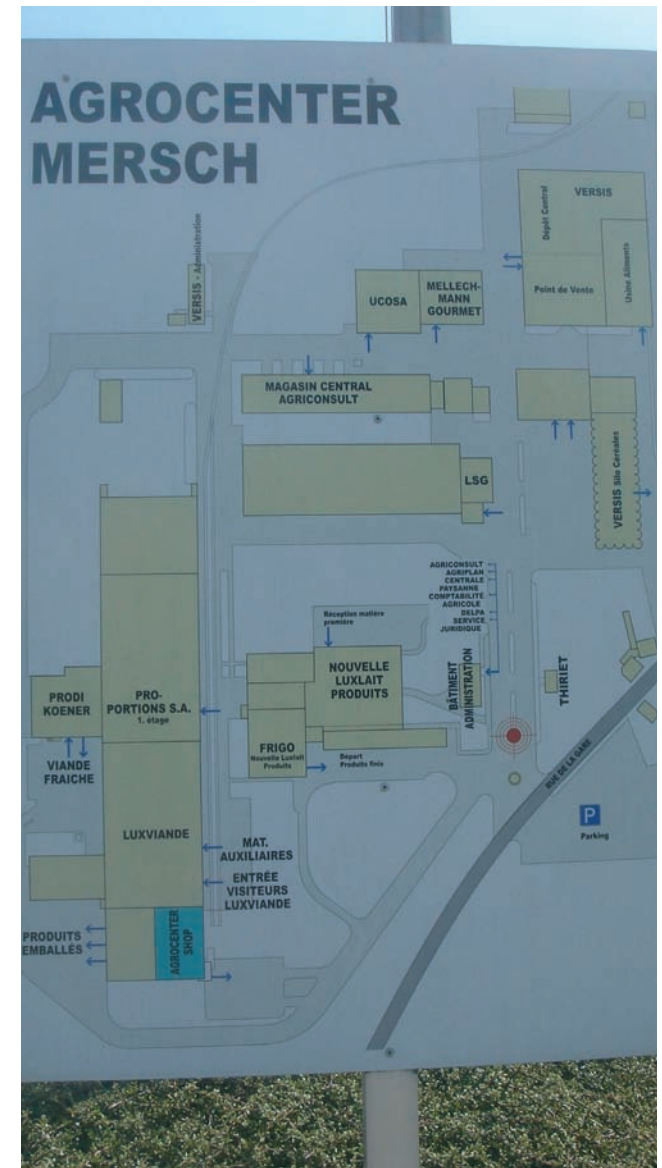 AGROCENTER
MERSCH
VERSIS - Administration
VERSIS
Dépôt Central
Point de Vente
Usine Aliments
UCOSA
MELLECH-
MANN
GOURMET
MAGASIN CENTRAL
AGRICONSULT
LSG
VERSIS Silo Céréales
AGRICONSULT
AGRIPLAN
CENTRALE
PAYSANNE
COMPTABILITÉ
AGRICOLE
DELPA
SERVICE
JURIDIQUE
Réception matière
première
NOUVELLE
LUXLAIT
PRODUITS
BÂTIMENT
ADMINISTRATION
THIRIET
PRODI
KOENER
PRO-
PORTIONS S.A.
1. étage
FRIGO
Nouvelle Luxlait
Produits
Départ
Produits finis
VIANDE
FRAICHE
RUE DE LA GARE
P
Parking
LUXVIANDE
MAT.
AUXILIAIRES
ENTRÉE
VISITEURS
LUXVIANDE
PRODUITS
EMBALLÉS
AGROCENTER
SHOP